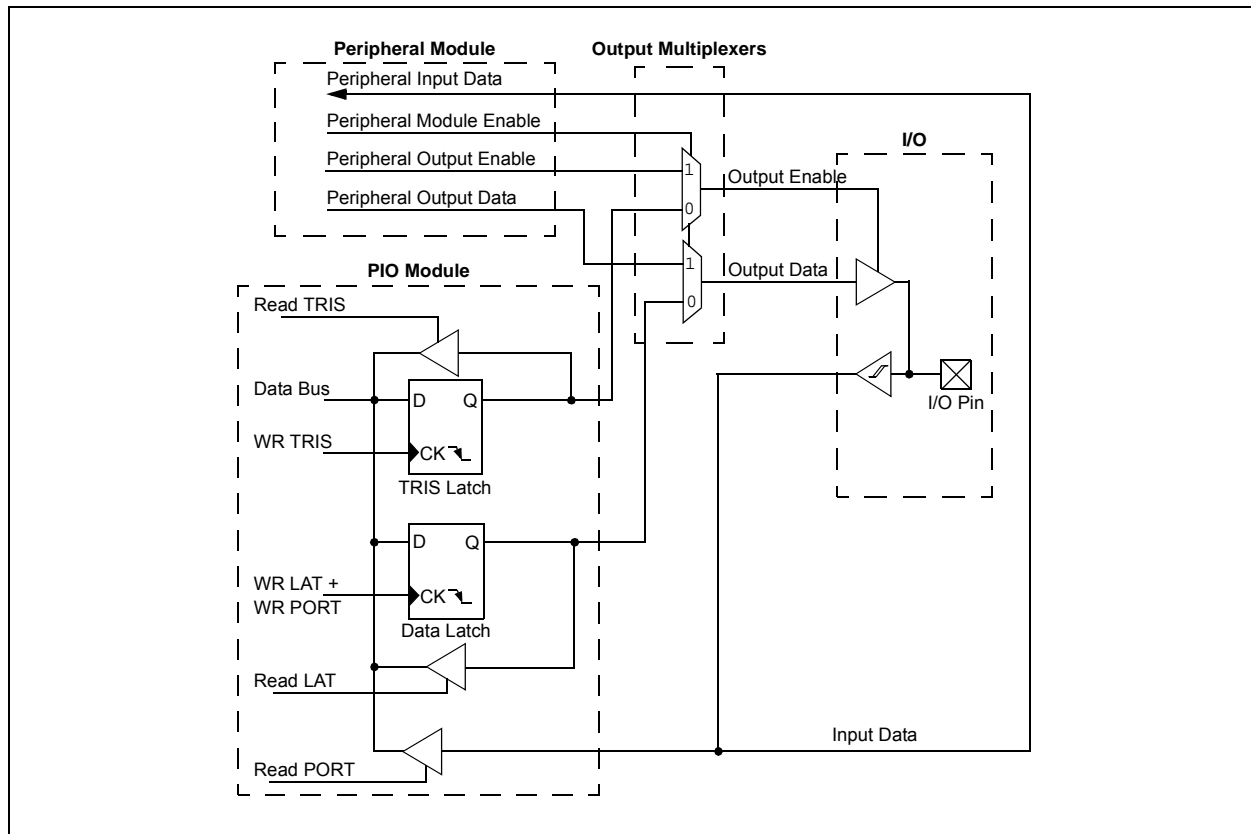 Peripheral Module
Output Multiplexers
Peripheral Input Data
Peripheral Module Enable
I/O
Peripheral Output Enable
1
Output Enable
Peripheral Output Data
0
1
Output Data
0
PIO Module
Read TRIS
Data Bus
D Q
I/O Pin
WR TRIS
CK
TRIS Latch
D Q
WR LAT +
WR PORT
CK
Data Latch
Read LAT
Input Data
Read PORT